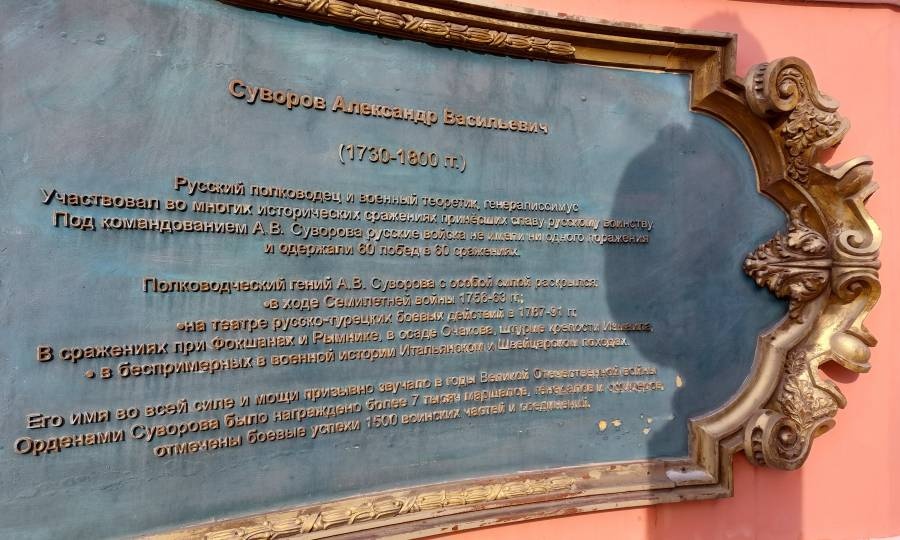 Суворов Александр Васильевич
(1730-1800 гг.)
Русский полководец и военный теоретик, генералиссимус
Участвовал во многих исторических сражениях принёсших славу русскому воинству.
Под командованием А.В. Суворова русские войска не имели ни одного поражения
и одержали 60 побед в 60 сражениях.
Полководческий гений А.В. Суворова с особой силой раскрылся:
•в ходе Семилетней войны 1756-63 гг.;
•на театре русско-турецких боевых действий в 1787-91 гг.
В сражениях при Фокшанах и Рымнике, в осаде Очакова, штурме крепости Измаила;
• в беспримерных в военной истории Итальянском и Швейцарском походах.
Его имя во всей силе и мощи призывно звучало в годы Великой Отечественной войны
Орденами Суворова было награждено более 7 тысяч маршалов, генералов и офицеров,
отмечены боевые успехи 1500 воинских частей и соединений.